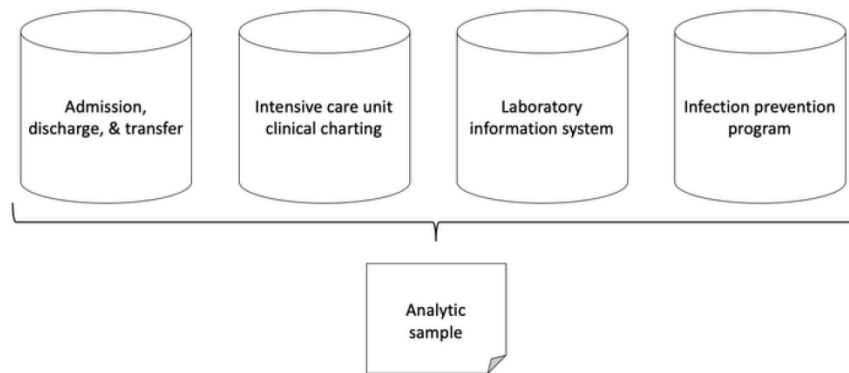 Admission,
discharge, & transfer
Intensive care unit
clinical charting
Laboratory
information system
Infection prevention
program
Analytic
sample